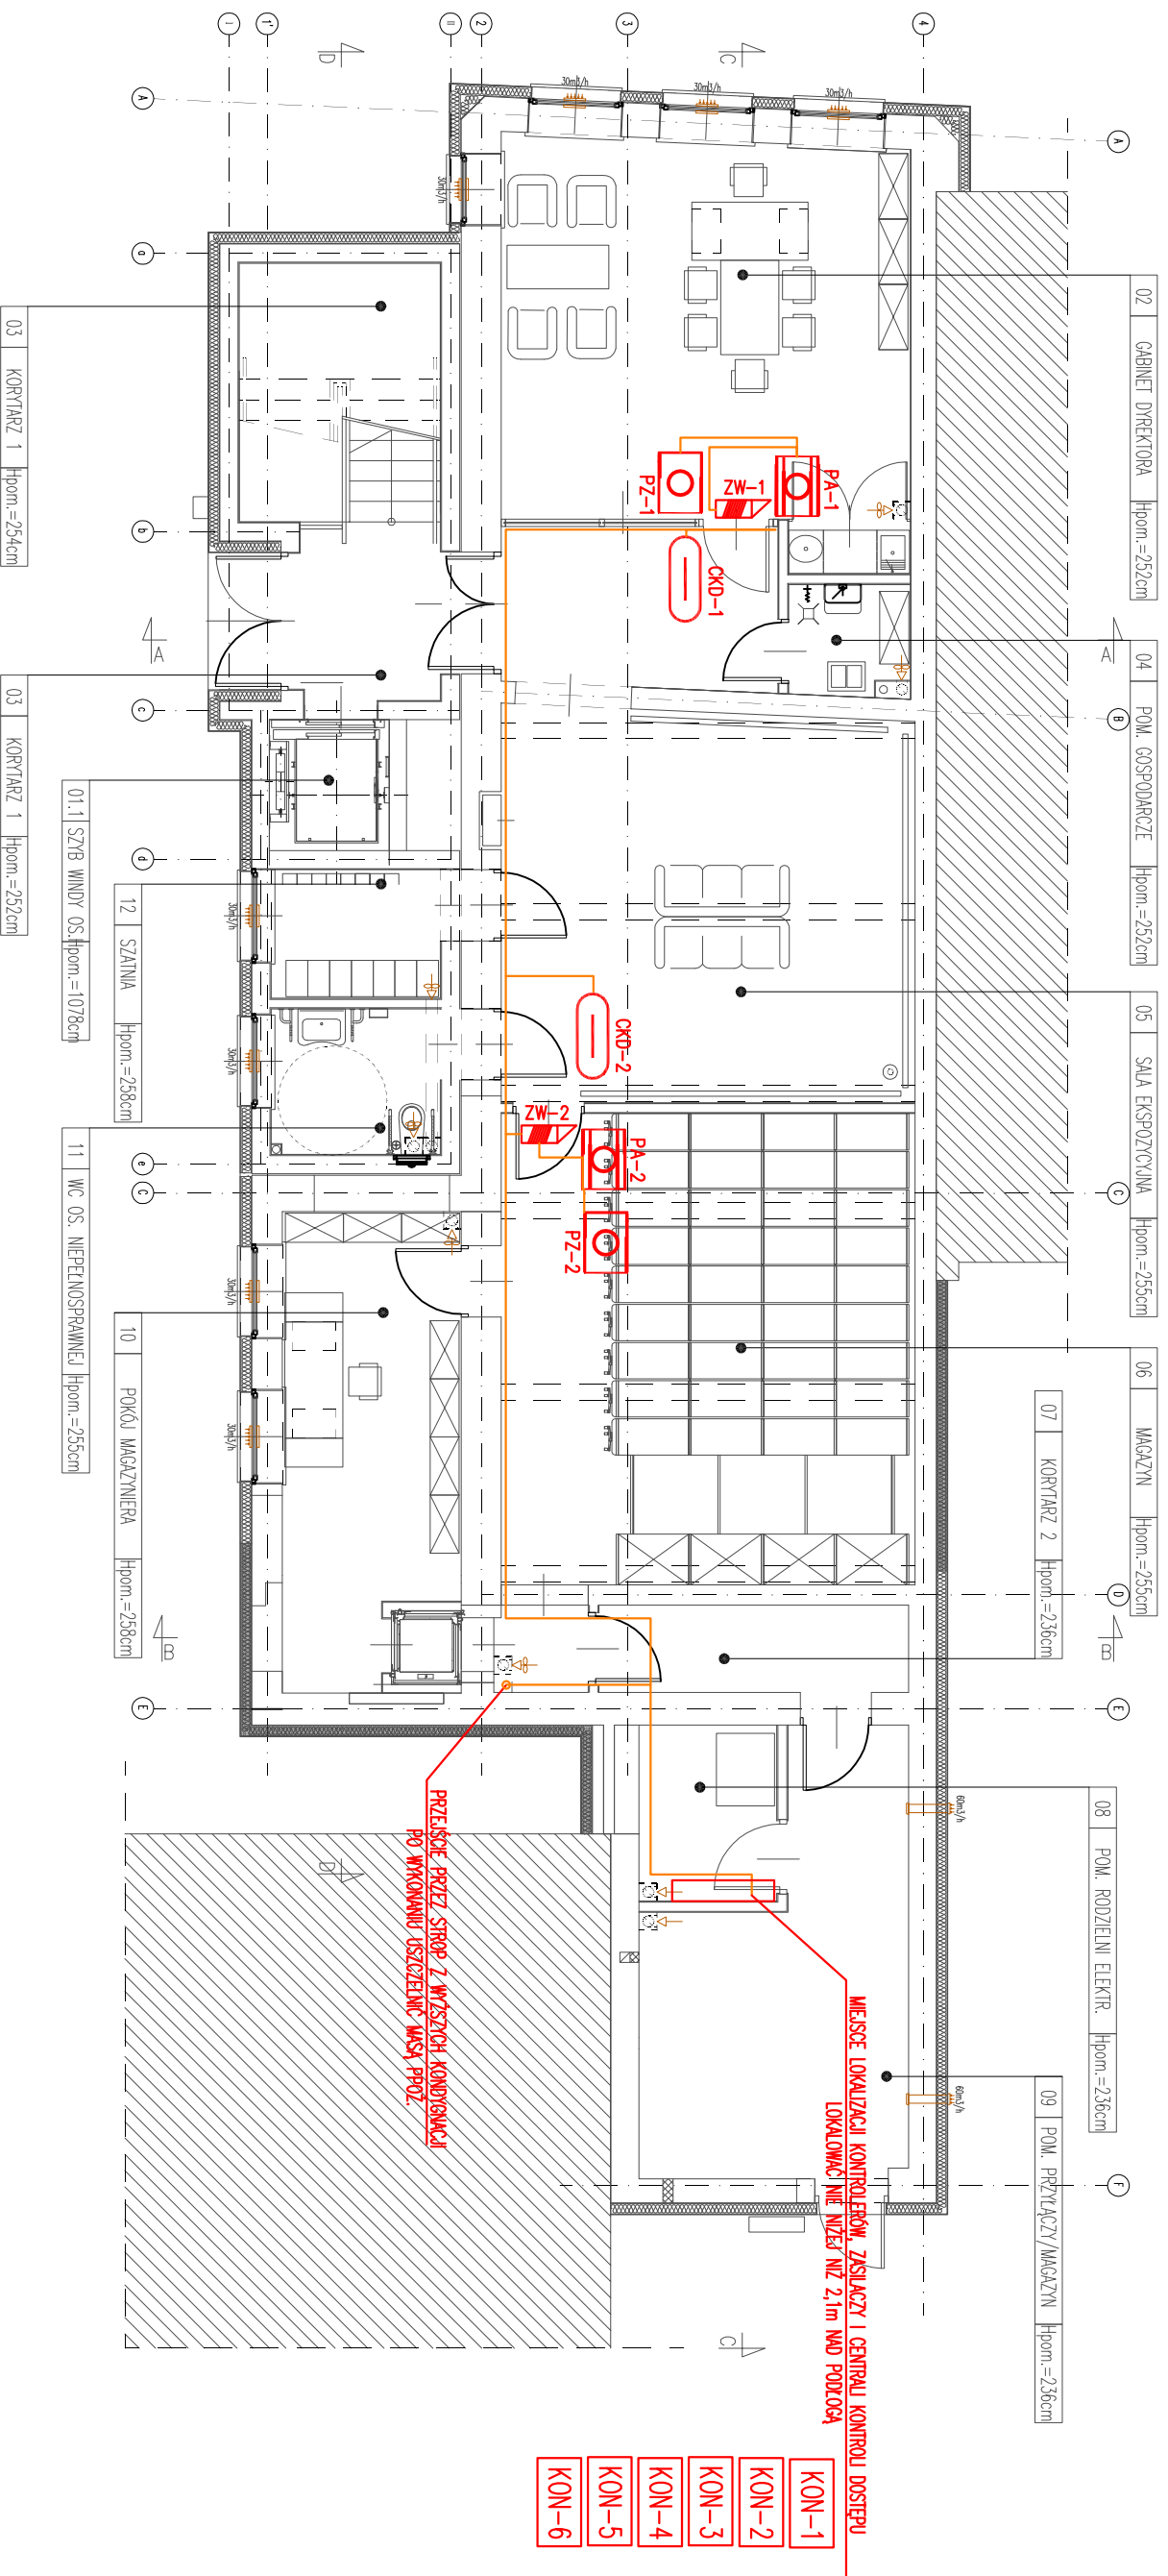 02 GABINET DYREKTORA Hpom.=252cm
04 POM. GOSPODARCZE Hpom.=252cm
05 SALA EKSPOZYCYJNA Hpom.=255cm
06 MAGAZYN Hpom.=255cm
07 KORYTARZ 2 Hpom.=236cm
08 POM. RODZIELNI ELEKTR. Hpom.=236cm
09 POM. PRZYŁĄCZY/MAGAZYN Hpom.=236cm
A
A
B
C
D
B
E
F
4
3
2
II
1'
I
C
D
30m3/h
30m3/h
30m3/h
30m3/h
PA-1
PZ-1
ZW-1
CKD-1
CKD-2
ZW-2
PA-2
PZ-2
60m3/h
60m3/h
30m3/h
30m3/h
30m3/h
30m3/h
MIEJSCE LOKALIZACJI KONTROLERÓW, ZASILACZY I CENTRALI KONTROLI DOSTĘPU
LOKALOWAĆ NIE NIŻEJ NIŻ 2,1m NAD PODŁOGĄ
KON-1
KON-2
KON-3
KON-4
KON-5
KON-6
PRZEJŚCIE PRZEZ STROP Z WYŻSZYCH KONDYGNACJI
PO WYKONANIU USZCZELNIĆ MASĄ PPOŻ.
C
D
A
a
b
A
c
d
e
C
B
E
03 KORYTARZ 1 Hpom.=254cm
03 KORYTARZ 1 Hpom.=252cm
01.1 SZYB WINDY OS. Hpom.=1078cm
12 SZATNIA Hpom.=258cm
11 WC OS. NIEPEŁNOSPRAWNEJ Hpom.=255cm
10 POKÓJ MAGAZYNIERA Hpom.=258cm